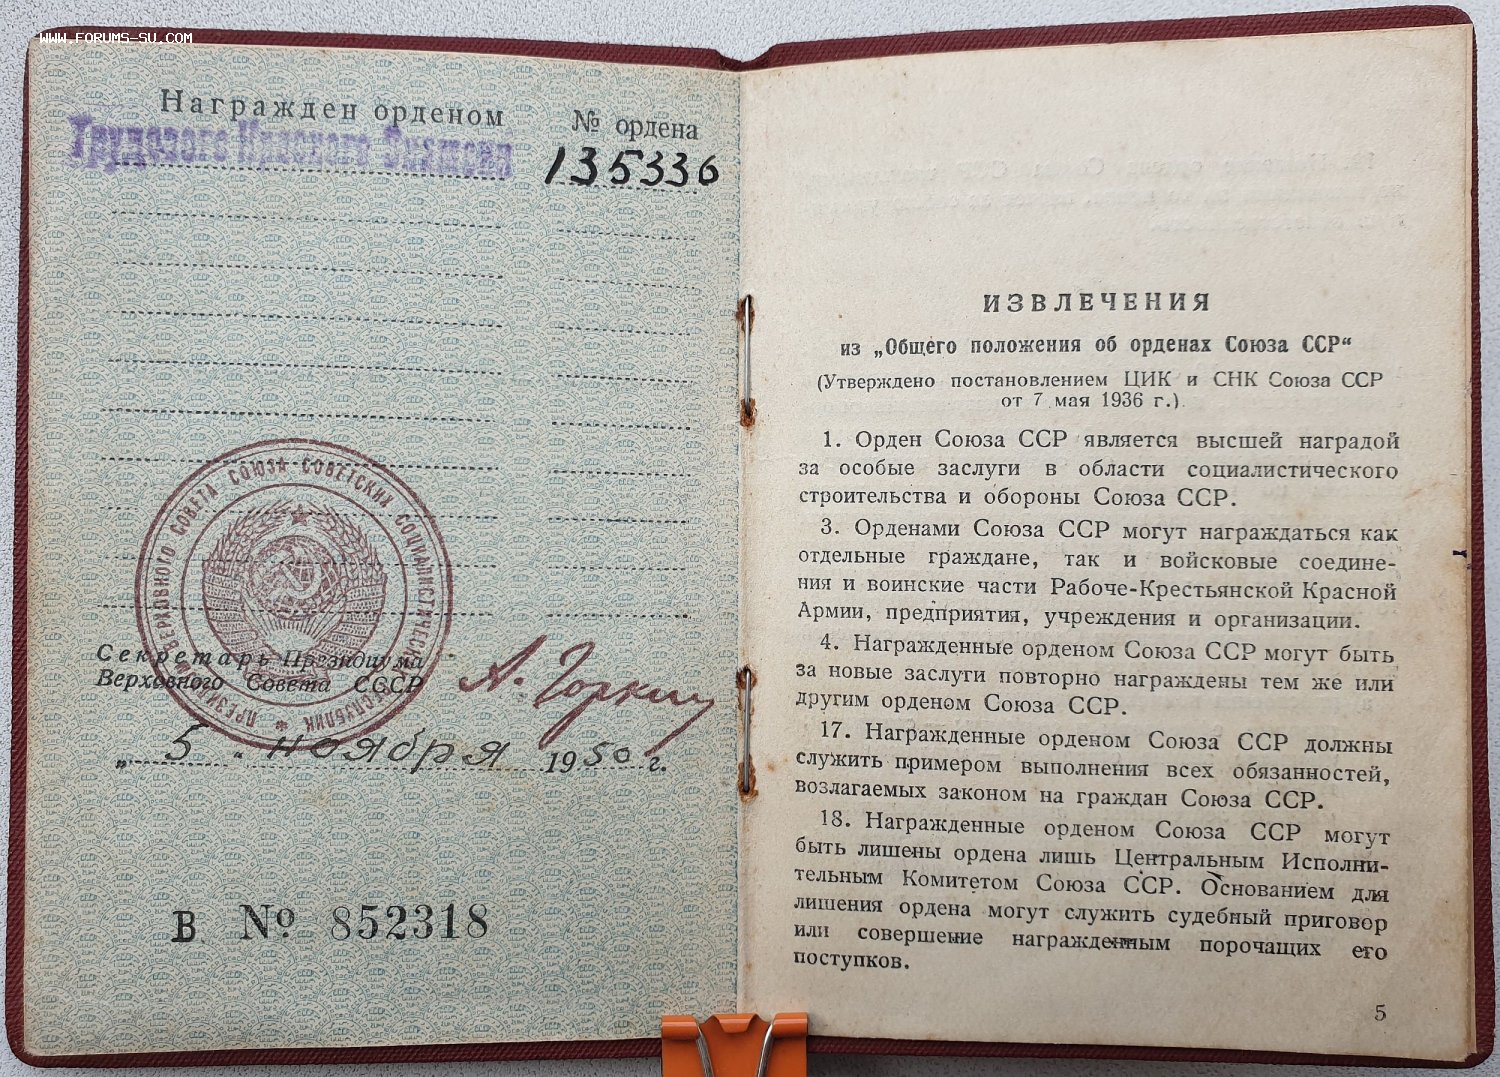 WWW.FORUMS-SU.COM
Награжден орденом
№ ордена
Трудового Красного Знамени
135336
ПРЕЗИДИУМ ВЕРХОВНОГО СОВЕТА СОЮЗА СОВЕТСКИХ СОЦИАЛИСТИЧЕСКИХ РЕСПУБЛИК
Секретарь Президиума
Верховного Совета СССР
А. Горкин
„ 5 " ноября 1950 г.
В № 852318
ИЗВЛЕЧЕНИЯ
из „Общего положения об орденах Союза ССР“
(Утверждено постановлением ЦИК и СНК Союза ССР
от 7 мая 1936 г.).
1. Орден Союза ССР является высшей наградой
за особые заслуги в области социалистического
строительства и обороны Союза ССР.
3. Орденами Союза ССР могут награждаться как
отдельные граждане, так и войсковые соедине-
ния и воинские части Рабоче-Крестьянской Красной
Армии, предприятия, учреждения и организации.
4. Награжденные орденом Союза ССР могут быть
за новые заслуги повторно награждены тем же или
другим орденом Союза ССР.
17. Награжденные орденом Союза ССР должны
служить примером выполнения всех обязанностей,
возлагаемых законом на граждан Союза ССР.
18. Награжденные орденом Союза ССР могут
быть лишены ордена лишь Центральным Исполни-
тельным Комитетом Союза ССР. Основанием для
лишения ордена могут служить судебный приговор
или совершение награжденным порочащих его
поступков.
5